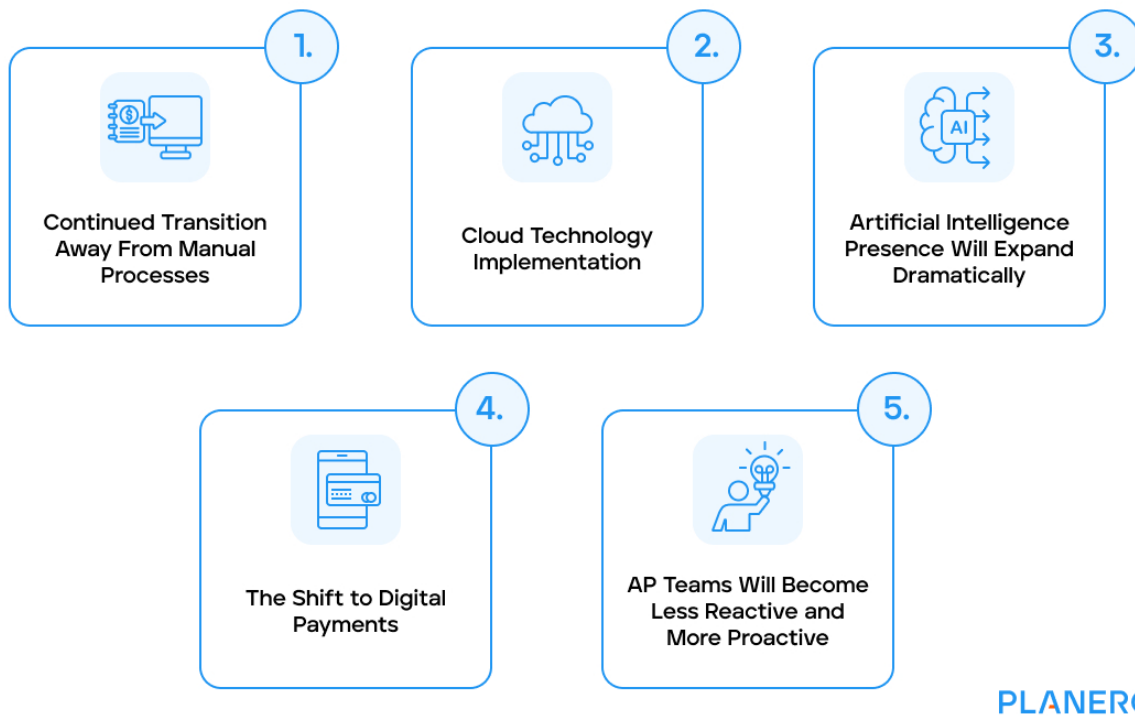 1.
Continued Transition
Away From Manual
Processes
2.
Cloud Technology
Implementation
3.
AI
Artificial Intelligence
Presence Will Expand
Dramatically
4.
The Shift to Digital
Payments
5.
AP Teams Will Become
Less Reactive and
More Proactive